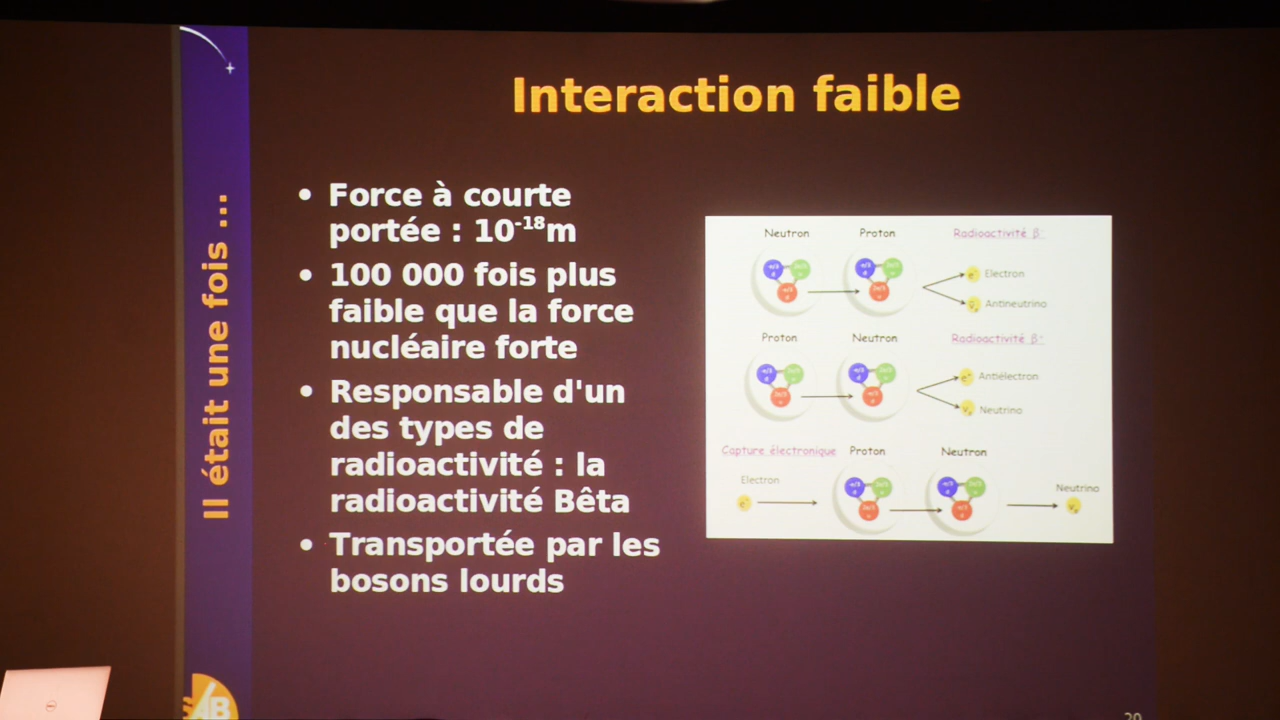 Interaction faible
Il était une fois ...
• Force à courte
portée : 10⁻¹⁸m
• 100 000 fois plus
faible que la force
nucléaire forte
• Responsable d'un
des types de
radioactivité : la
radioactivité Bêta
• Transportée par les
bosons lourds
Neutron Proton Radioactivité β⁻
Electron
Antineutrino
Proton Neutron Radioactivité
Antiélectron
Neutrino
Capture électronique Proton Neutron
Electron
Neutrino
20